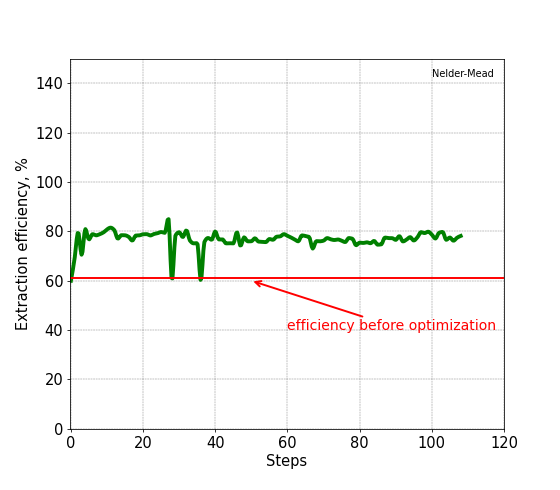 Nelder-Mead
140
120
100
80
60
40
20
0
Extraction efficiency, %
efficiency before optimization
0 20 40 60 80 100 120
Steps